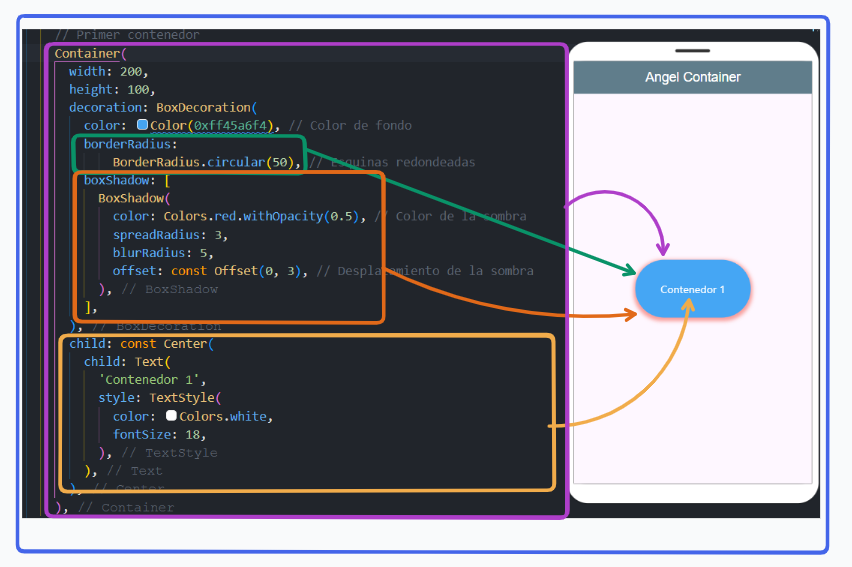 // Primer contenedor
Container(
width: 200,
height: 100,
decoration: BoxDecoration(
color: Color(0xff45a6f4), // Color de fondo
borderRadius:
BorderRadius.circular(50), // Esquinas redondeadas
boxShadow: [
BoxShadow(
color: Colors.red.withOpacity(0.5), // Color de la sombra
spreadRadius: 3,
blurRadius: 5,
offset: const Offset(0, 3), // Desplazamiento de la sombra
), // BoxShadow
],
), // BoxDecoration
child: const Center(
child: Text(
'Contenedor 1',
style: TextStyle(
color: Colors.white,
fontSize: 18,
), // TextStyle
), // Text
), // Center
), // Container
Angel Container
Contenedor 1